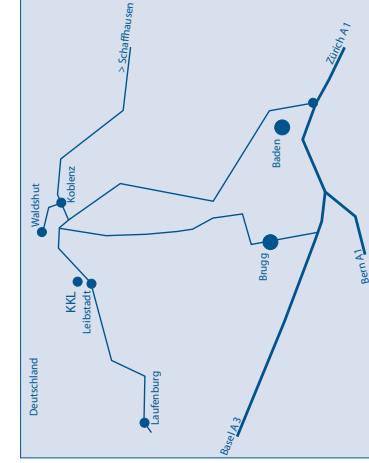 > Schaffhausen
Zürich A1
Waldshut
Koblenz
Baden
Brugg
Bern A1
KKL
Leibstadt
Deutschland
Laufenburg
Basel A3